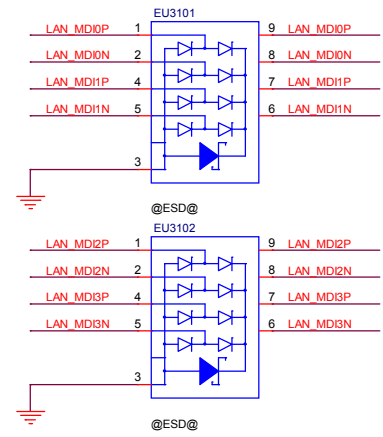 EU3101
LAN_MDI0P 1 9 LAN_MDI0P
LAN_MDI0N 2 8 LAN_MDI0N
LAN_MDI1P 4 7 LAN_MDI1P
LAN_MDI1N 5 6 LAN_MDI1N
3
@ESD@
EU3102
LAN_MDI2P 1 9 LAN_MDI2P
LAN_MDI2N 2 8 LAN_MDI2N
LAN_MDI3P 4 7 LAN_MDI3P
LAN_MDI3N 5 6 LAN_MDI3N
3
@ESD@